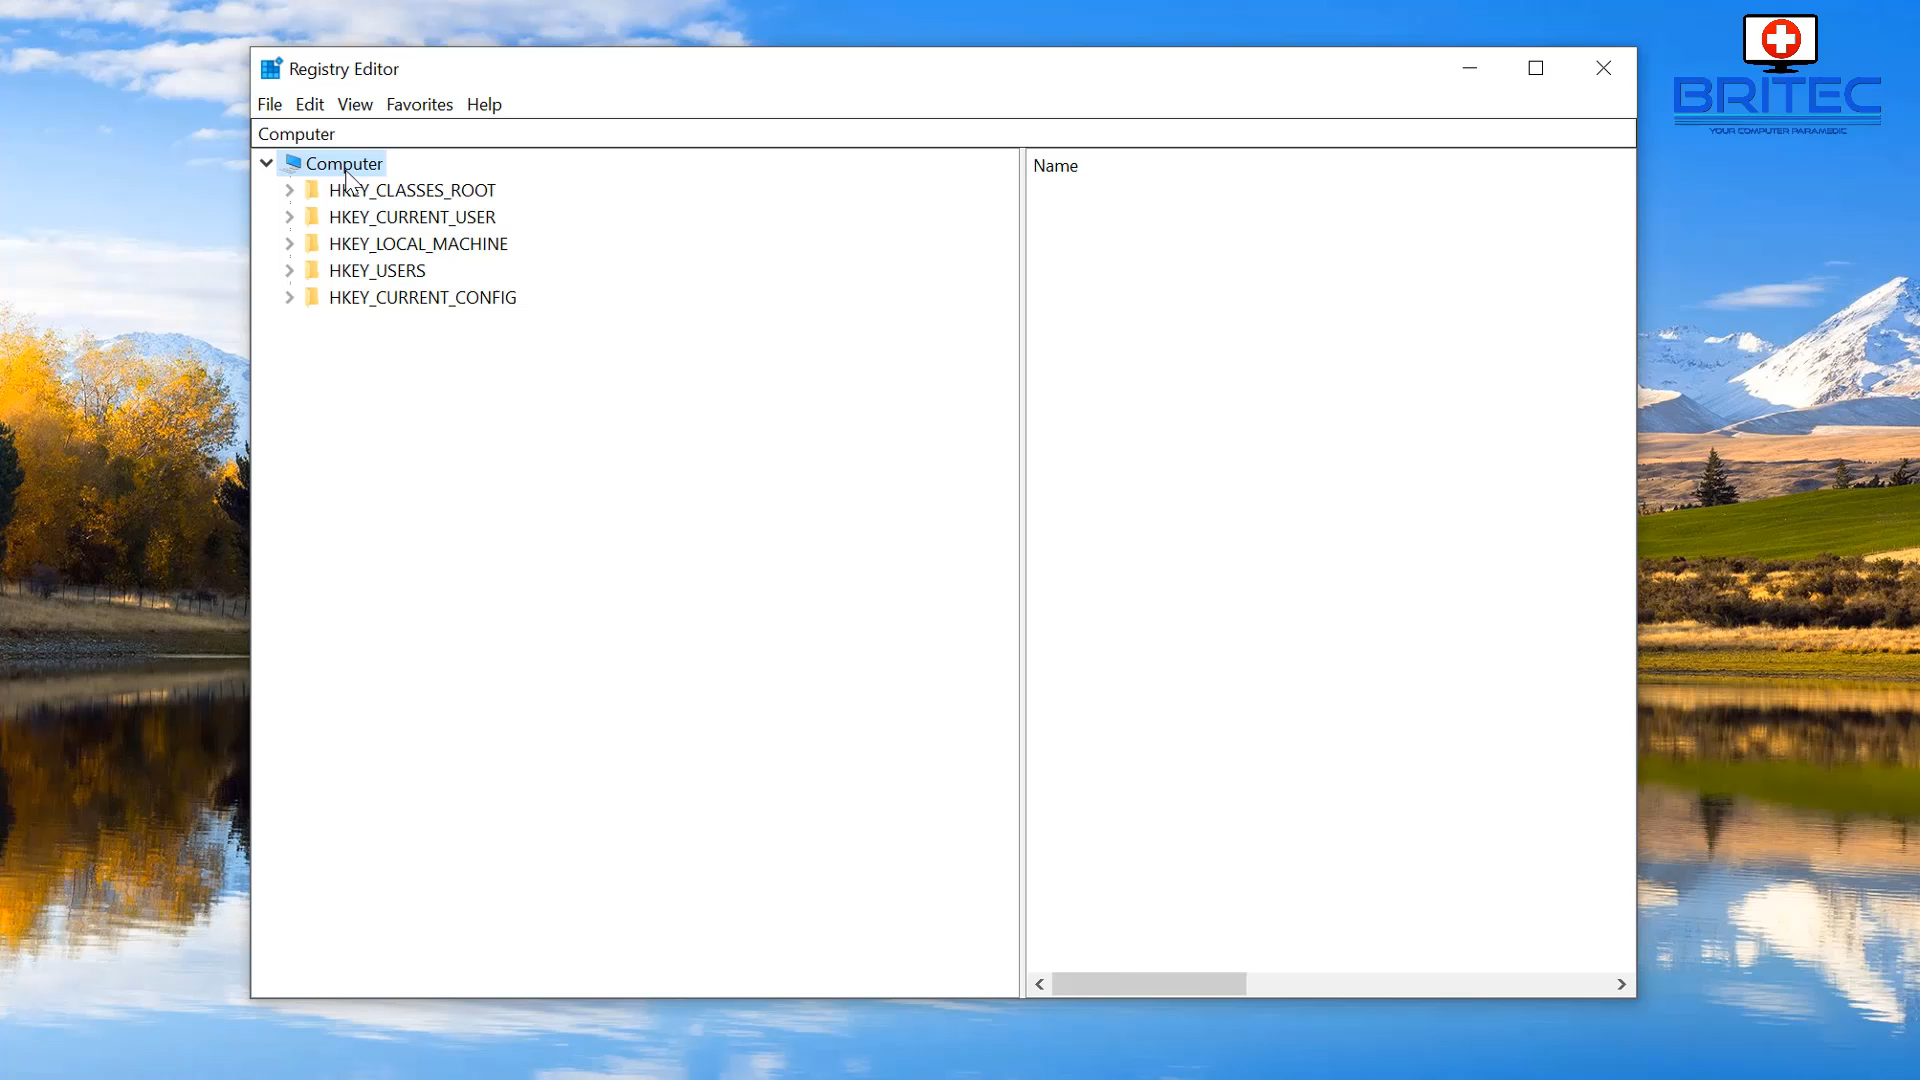 BRITEC
YOUR COMPUTER PARAMEDIC
Registry Editor
File Edit View Favorites Help
Computer
Computer
HKEY_CLASSES_ROOT
HKEY_CURRENT_USER
HKEY_LOCAL_MACHINE
HKEY_USERS
HKEY_CURRENT_CONFIG
Name